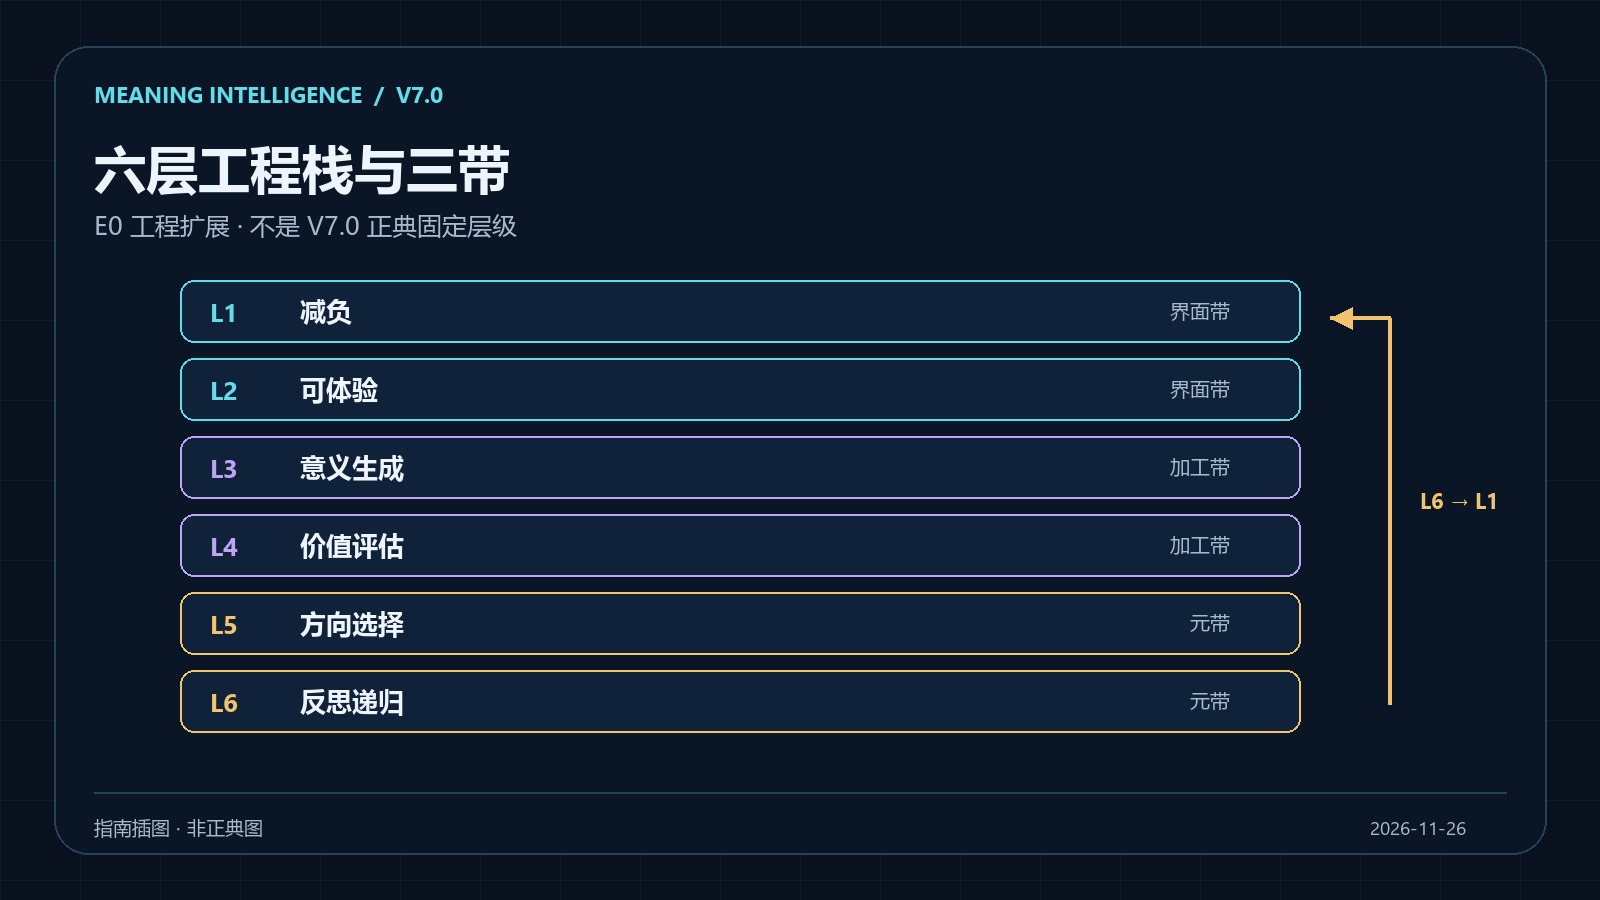 MEANING INTELLIGENCE / V7.0
六层工程栈与三带
E0 工程扩展 · 不是 V7.0 正典固定层级
L1 减负 界面带
L2 可体验 界面带
L3 意义生成 加工带
L4 价值评估 加工带
L5 方向选择 元带
L6 反思递归 元带
L6 → L1
指南插图 · 非正典图 2026-11-26